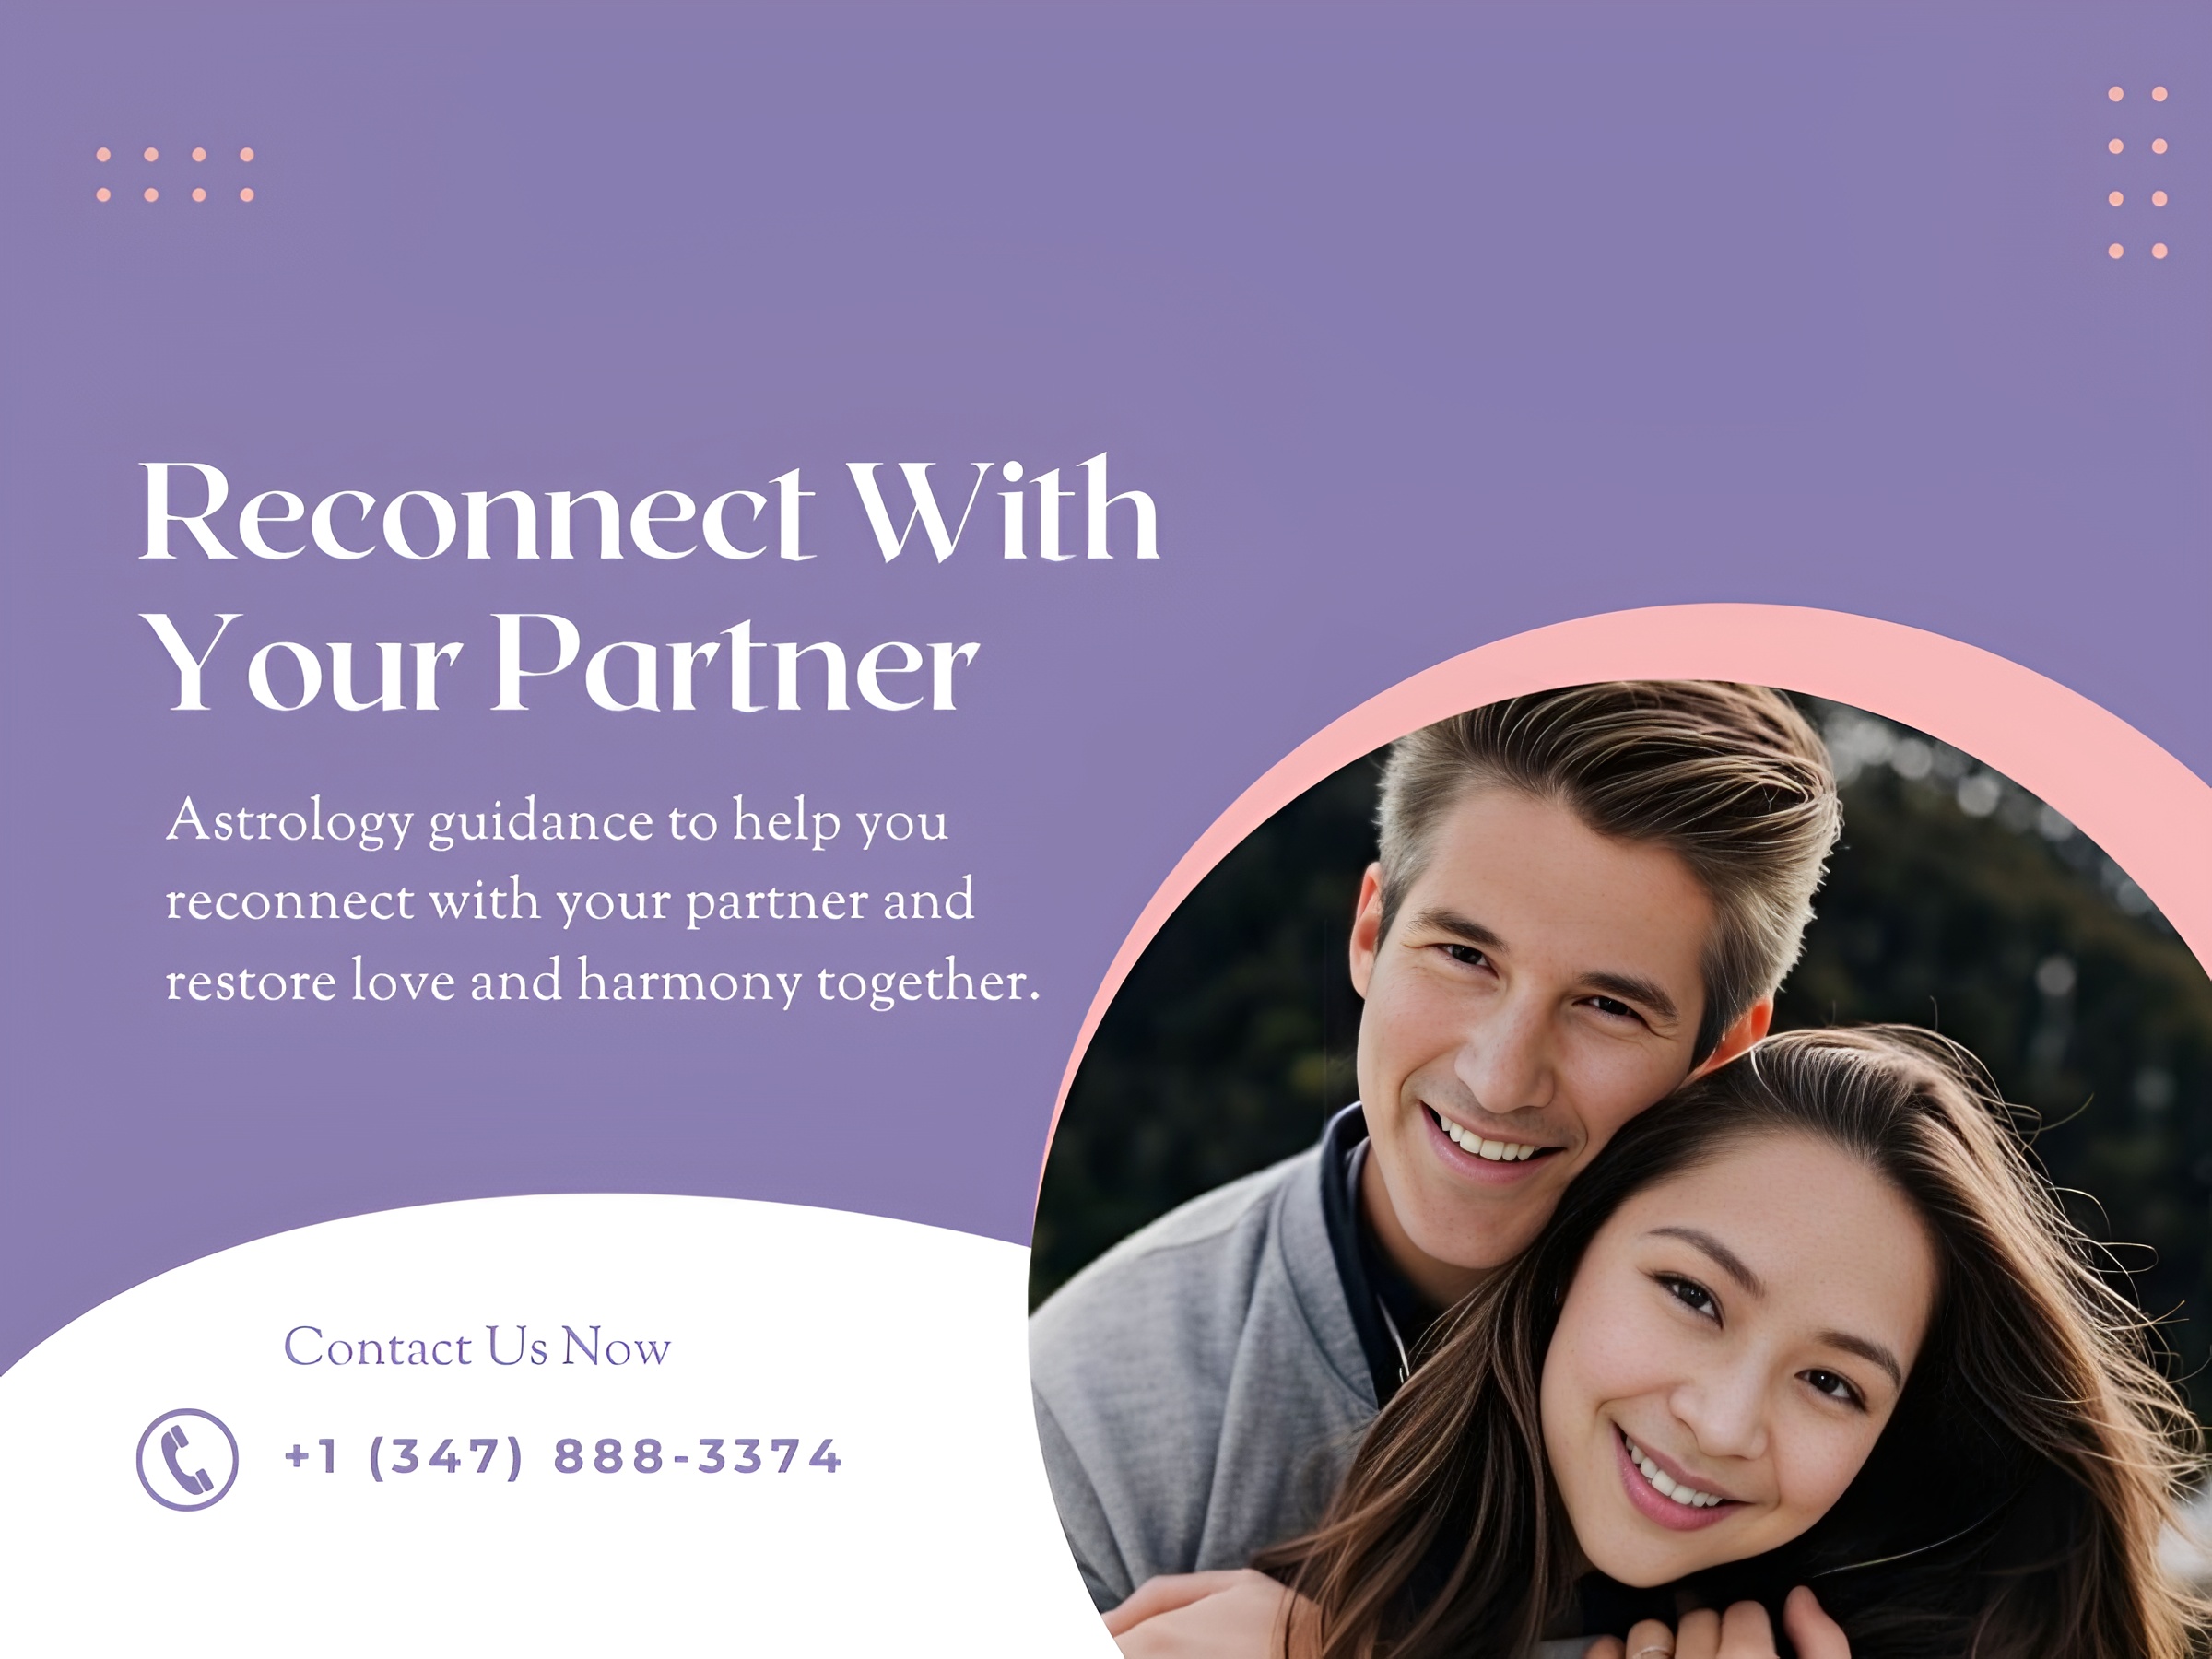 Reconnect With
Your Partner
Astrology guidance to help you
reconnect with your partner and
restore love and harmony together.
Contact Us Now
+1 (347) 888-3374